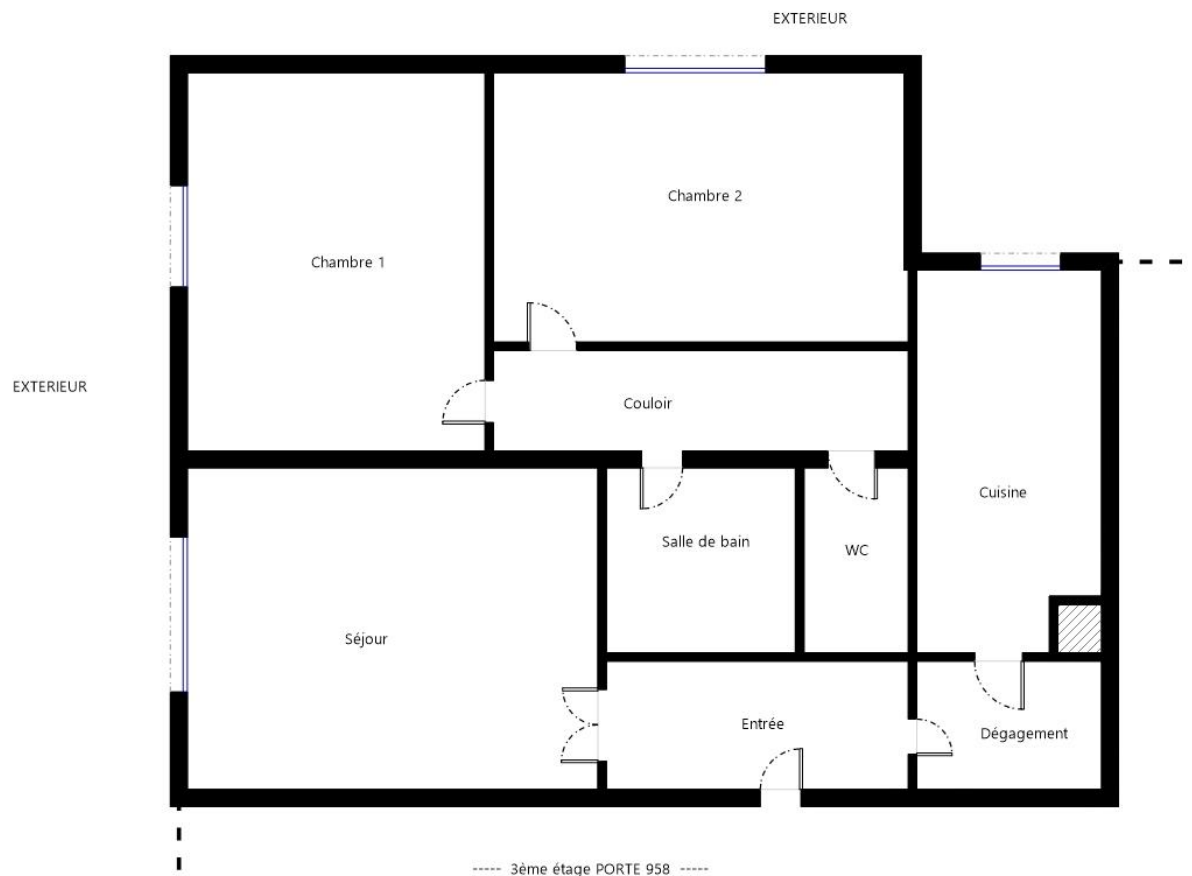 EXTERIEUR
Chambre 2
Chambre 1
EXTERIEUR
Couloir
Cuisine
Salle de bain
WC
Séjour
Entrée
Dégagement
----- 3ème étage PORTE 958 -----